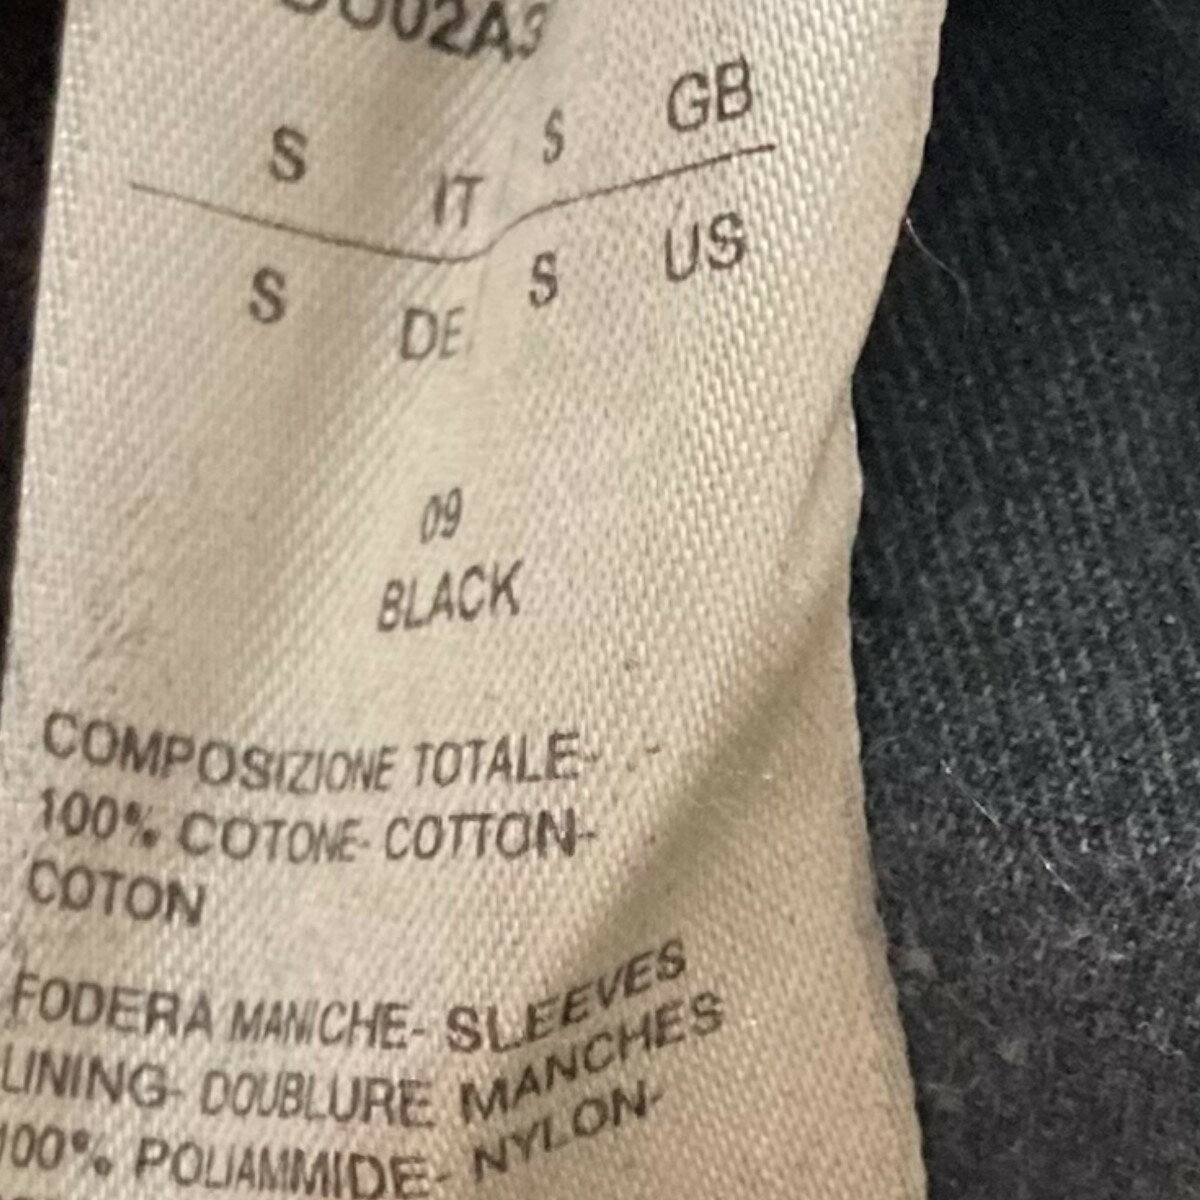 S IT S GB
S DE S US
09
BLACK
COMPOSIZIONE TOTALE- -
100% COTONE- COTTON-
COTON
FODERA MANICHE- SLEEVES
LINING- DOUBLURE MANCHES
100% POLIAMMIDE- NYLON-